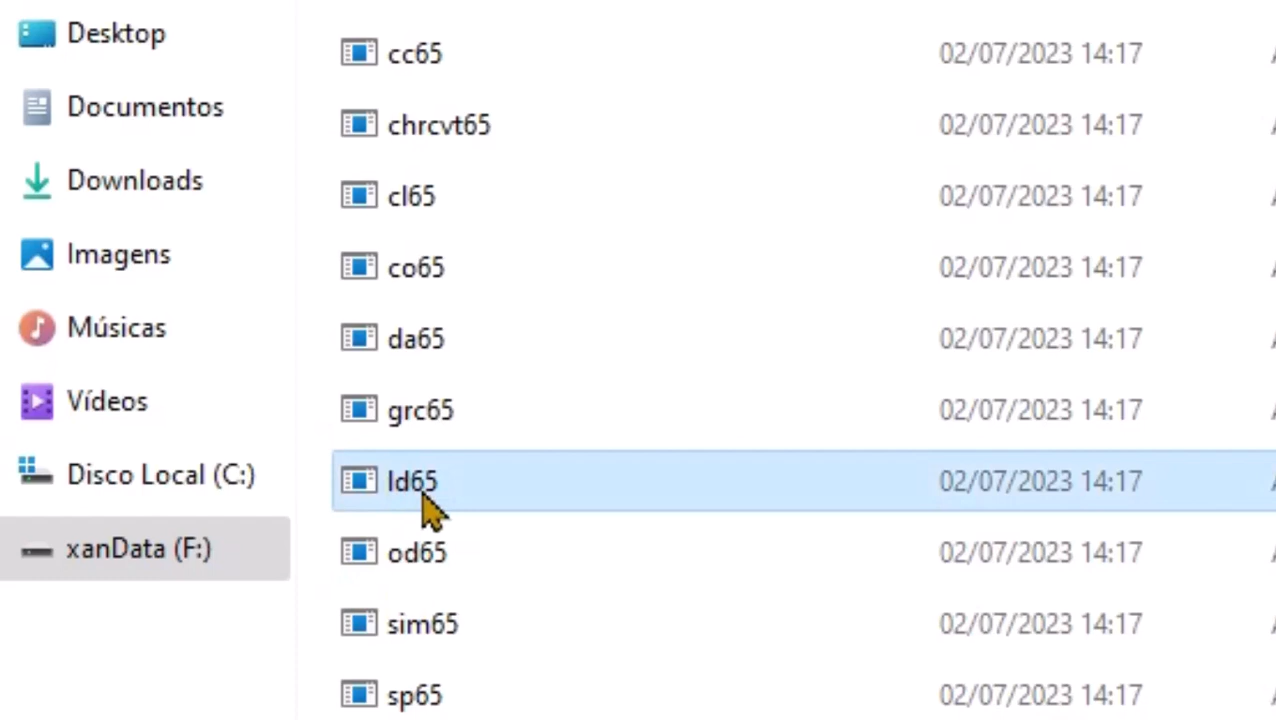 Desktop
Documentos
Downloads
Imagens
Músicas
Vídeos
Disco Local (C:)
xanData (F:)
cc65 02/07/2023 14:17
chrcvt65 02/07/2023 14:17
cl65 02/07/2023 14:17
co65 02/07/2023 14:17
da65 02/07/2023 14:17
grc65 02/07/2023 14:17
ld65 02/07/2023 14:17
od65 02/07/2023 14:17
sim65 02/07/2023 14:17
sp65 02/07/2023 14:17